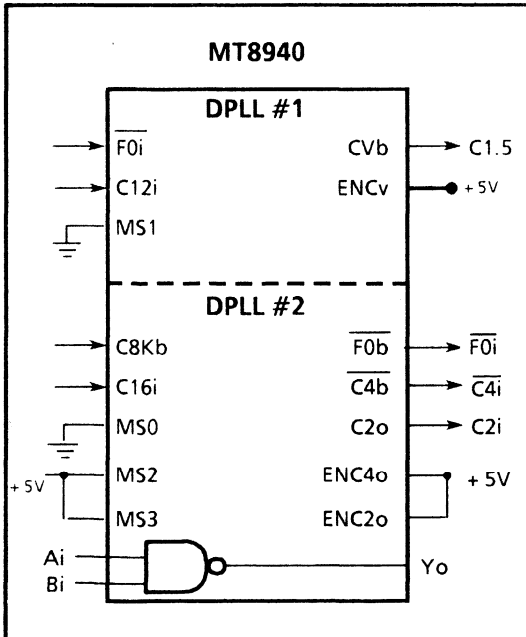 MT8940
DPLL #1
F0i
C12i
MS1
CVb
C1.5
ENCv
+5V
DPLL #2
C8Kb
C16i
MS0
+5V
MS2
MS3
F0b
F0i
C4b
C4i
C2o
C2i
ENC4o
+5V
ENC2o
Ai
Bi
Yo